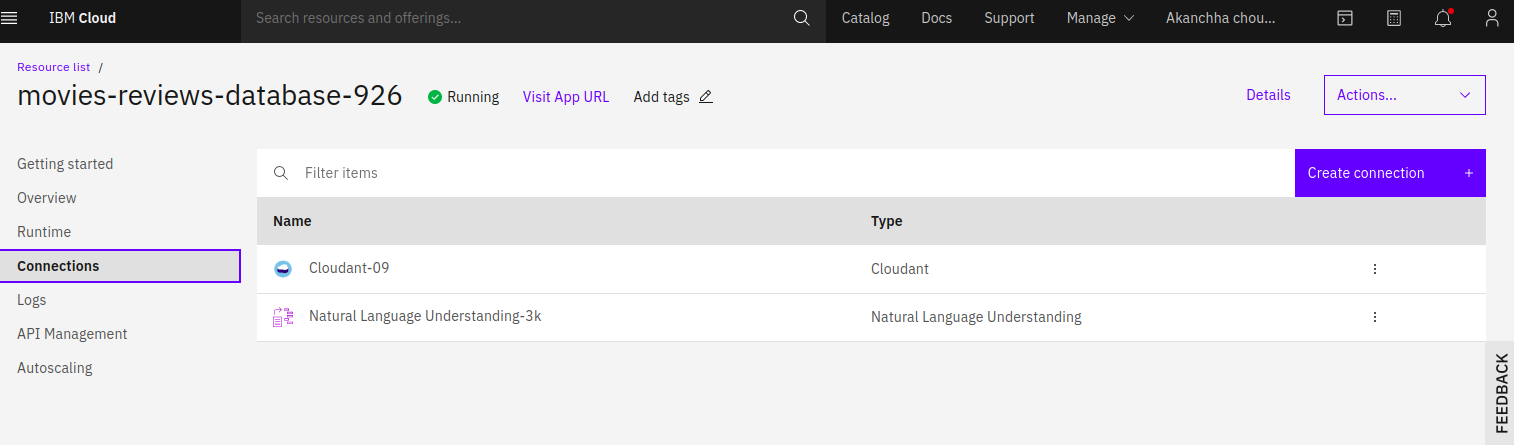 IBM Cloud Search resources and offerings... Catalog Docs Support Manage Akanchha chou...
Resource list /
movies-reviews-database-926 Running Visit App URL Add tags Details Actions...
Getting started
Overview
Runtime
Connections
Logs
API Management
Autoscaling
Filter items Create connection +
Name Type
Cloudant-09 Cloudant
Natural Language Understanding-3k Natural Language Understanding
FEEDBACK